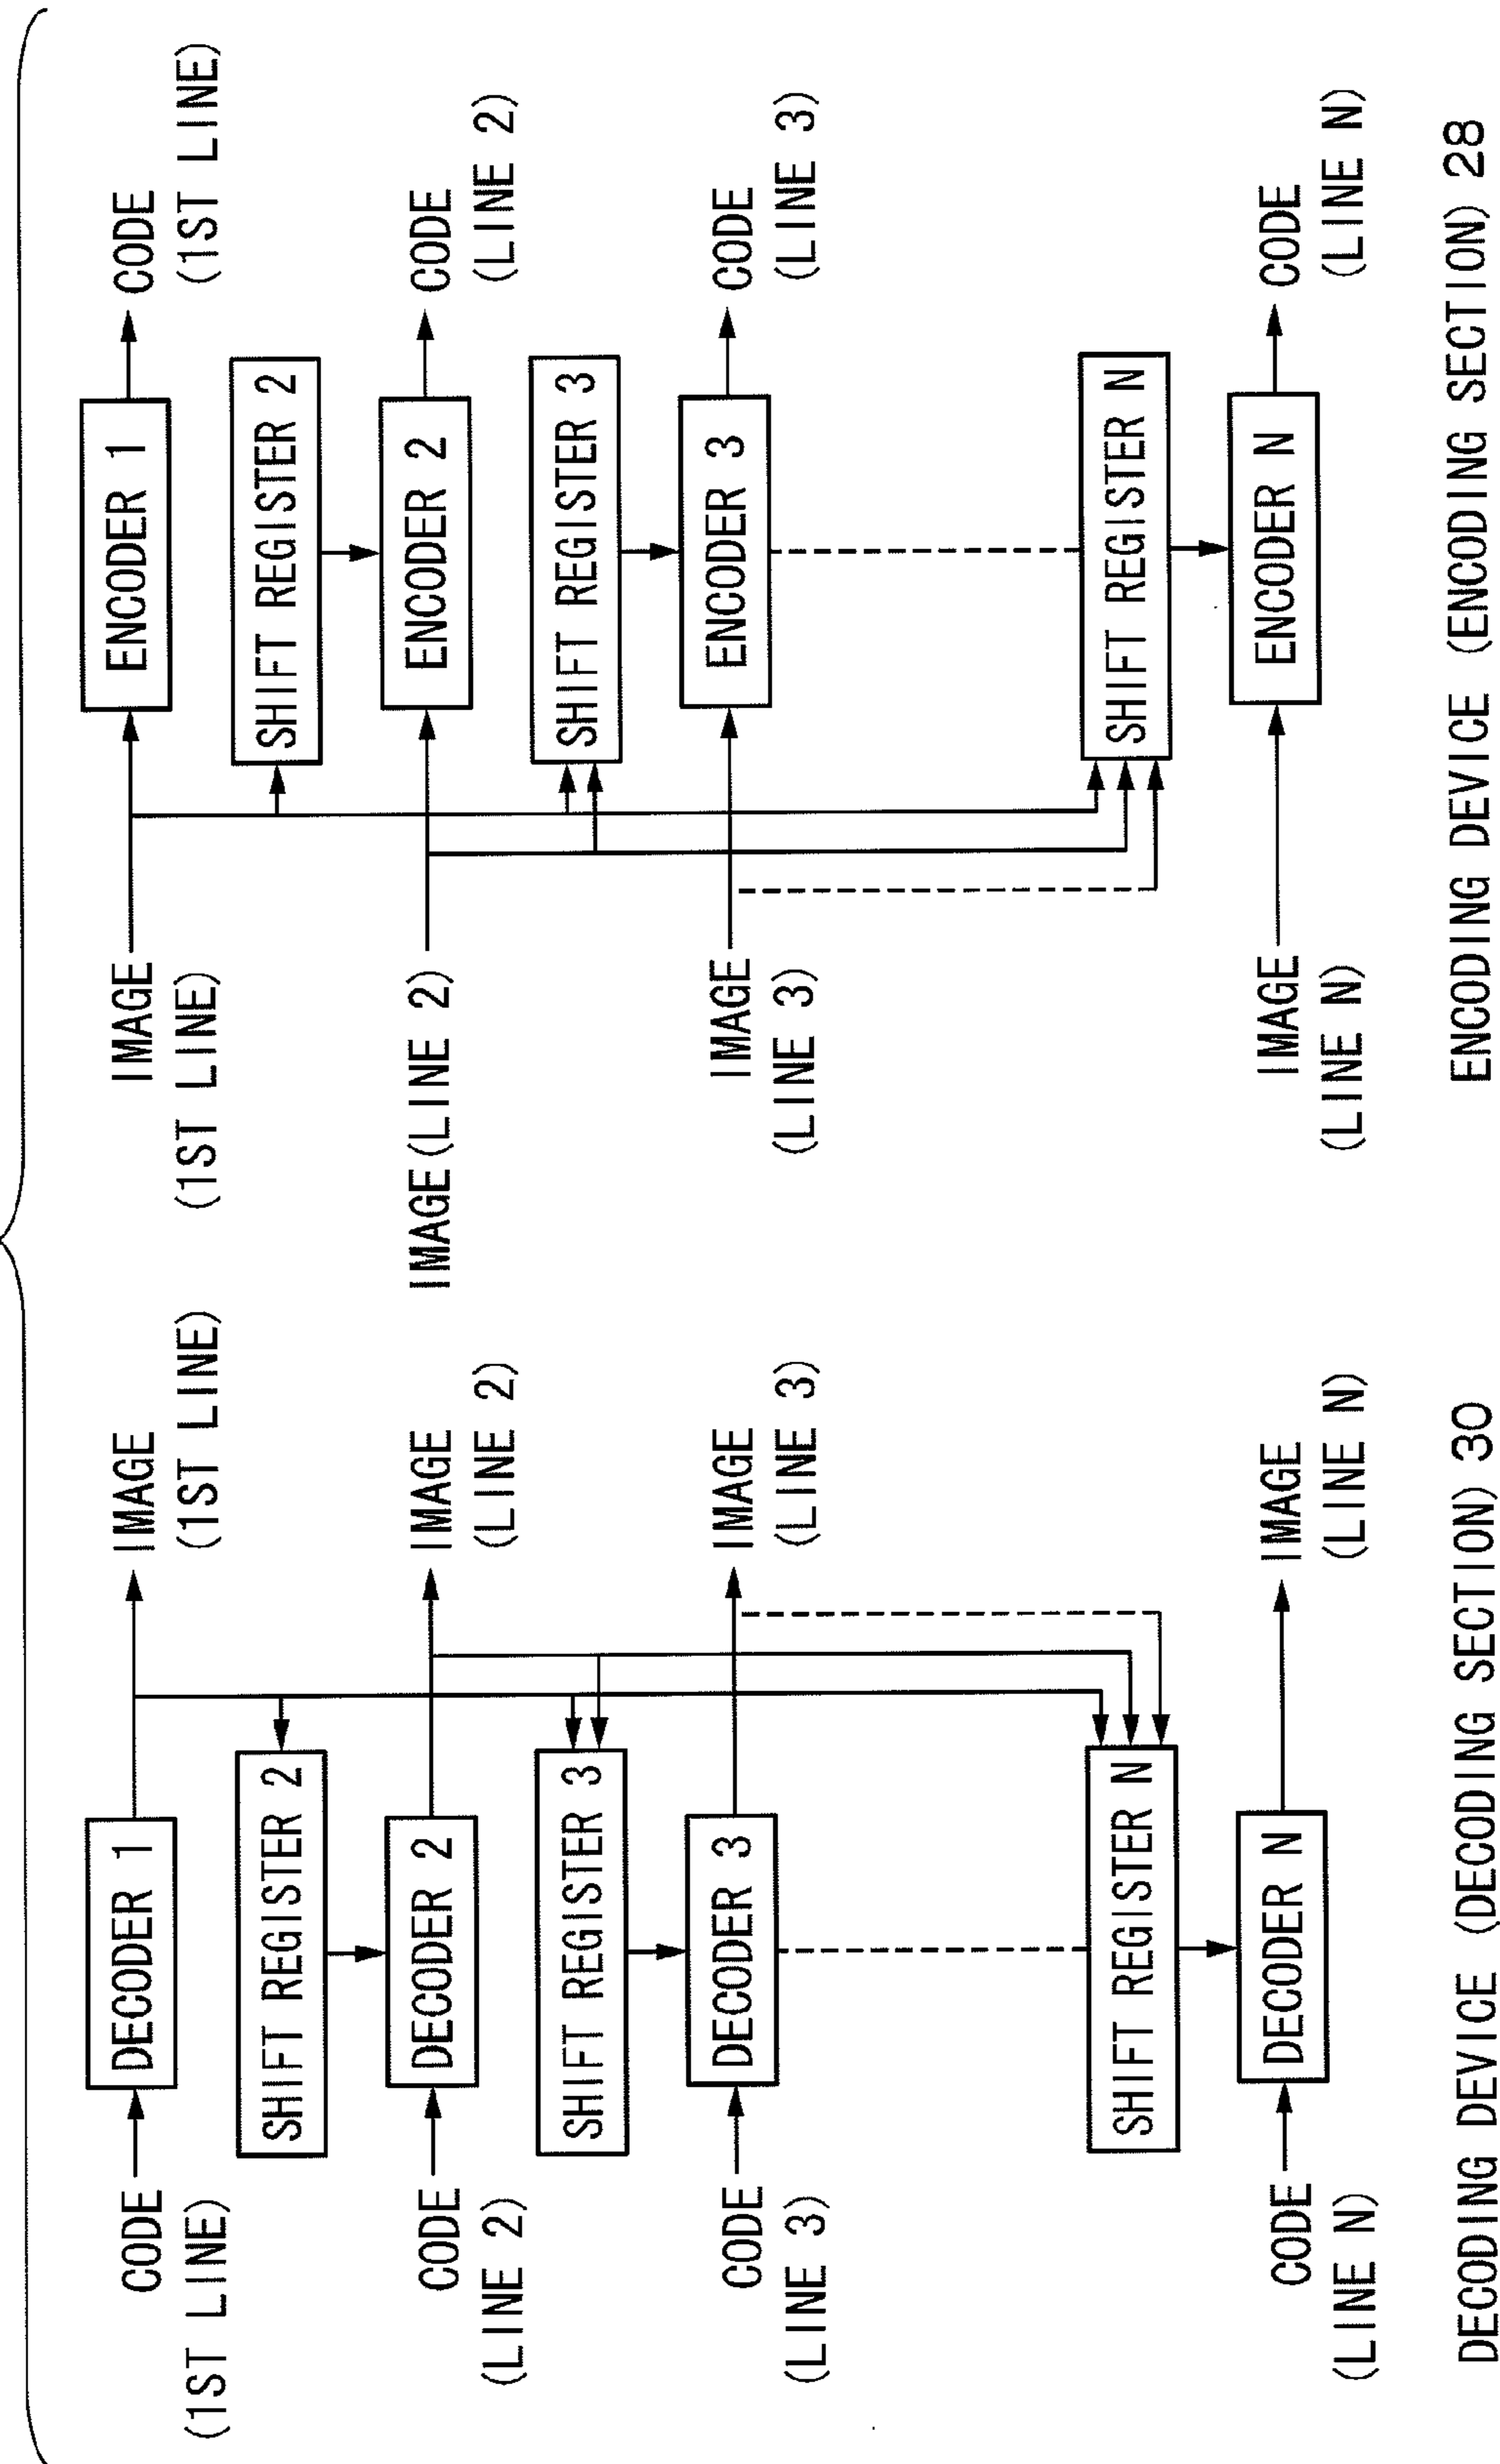 CODE
(1ST LINE)
DECODER 1
IMAGE
(1ST LINE)
SHIFT REGISTER 2
CODE
(LINE 2)
DECODER 2
IMAGE
(LINE 2)
SHIFT REGISTER 3
CODE
(LINE 3)
DECODER 3
IMAGE
(LINE 3)
SHIFT REGISTER N
CODE
(LINE N)
DECODER N
IMAGE
(LINE N)
DECODING DEVICE (DECODING SECTION) 30
IMAGE
(1ST LINE)
ENCODER 1
CODE
(1ST LINE)
SHIFT REGISTER 2
IMAGE(LINE 2)
ENCODER 2
CODE
(LINE 2)
SHIFT REGISTER 3
IMAGE
(LINE 3)
ENCODER 3
CODE
(LINE 3)
SHIFT REGISTER N
IMAGE
(LINE N)
ENCODER N
CODE
(LINE N)
ENCODING DEVICE (ENCODING SECTION) 28